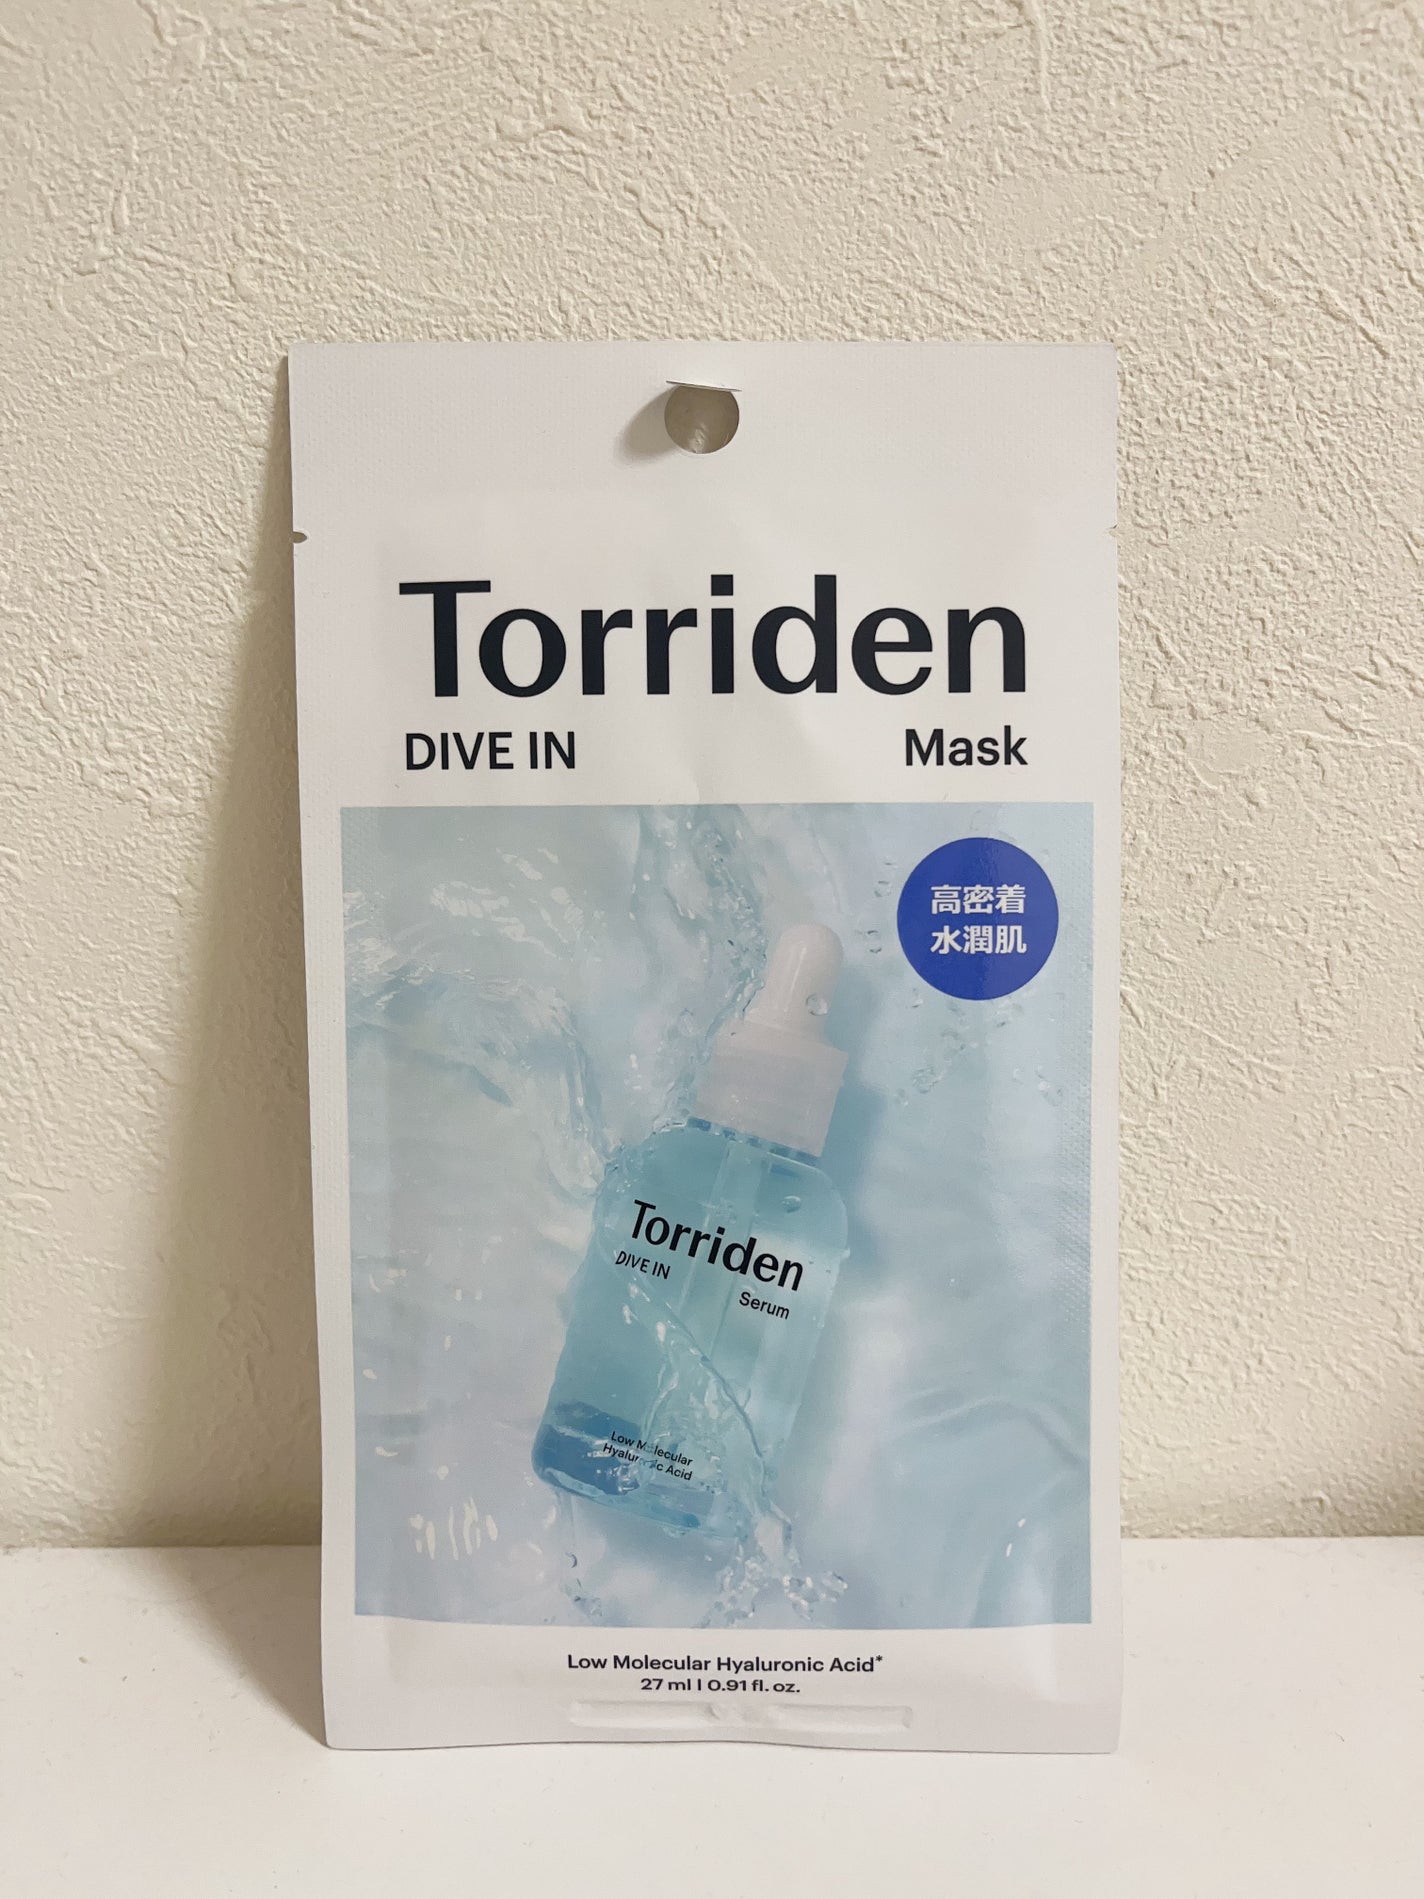 Torriden
DIVE IN Mask
高密着
水潤肌
Torriden
DIVE IN
Serum
Low Molecular
Hyaluronic Acid
Low Molecular Hyaluronic Acid*
27 ml | 0.91 fl. oz.